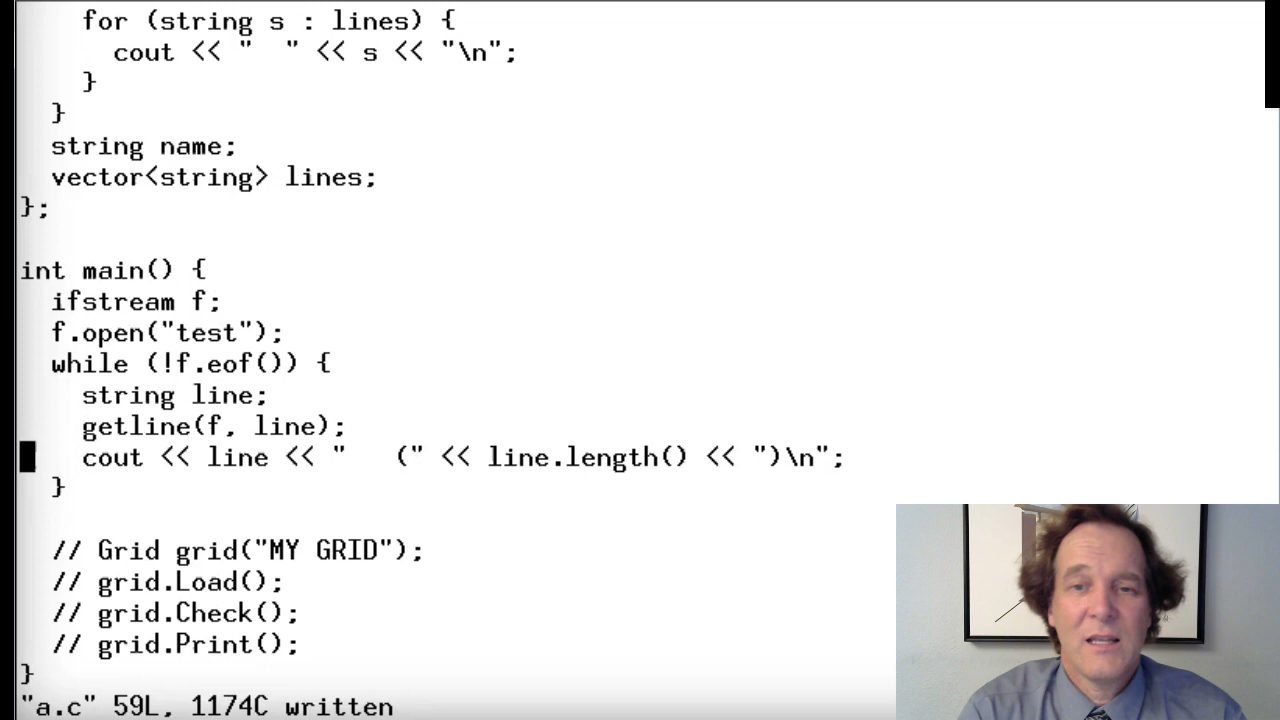 for (string s : lines) {
      cout << "  " << s << "\n";
    }
  }
  string name;
  vector<string> lines;
};

int main() {
  ifstream f;
  f.open("test");
  while (!f.eof()) {
    string line;
    getline(f, line);
    cout << line << "   (" << line.length() << ")\n";
  }

  // Grid grid("MY GRID");
  // grid.Load();
  // grid.Check();
  // grid.Print();
}
"a.c" 59L, 1174C written